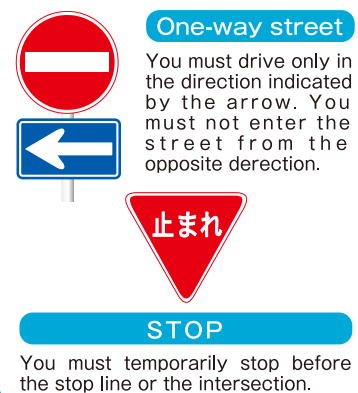 One-way street
You must drive only in
the direction indicated
by the arrow. You
must not enter the
street from the
opposite derection.
止まれ
STOP
You must temporarily stop before
the stop line or the intersection.